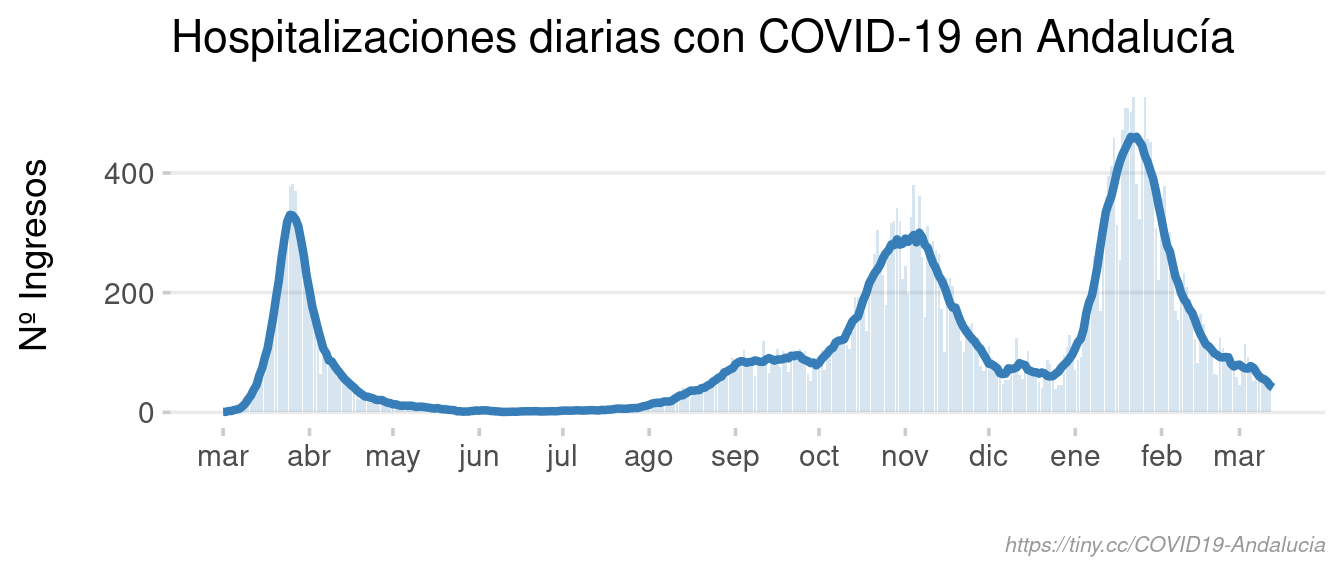 Hospitalizaciones diarias con COVID-19 en Andalucía
Nº Ingresos
400
200
0
mar abr may jun jul ago sep oct nov dic ene feb mar
https://tiny.cc/COVID19-Andalucia